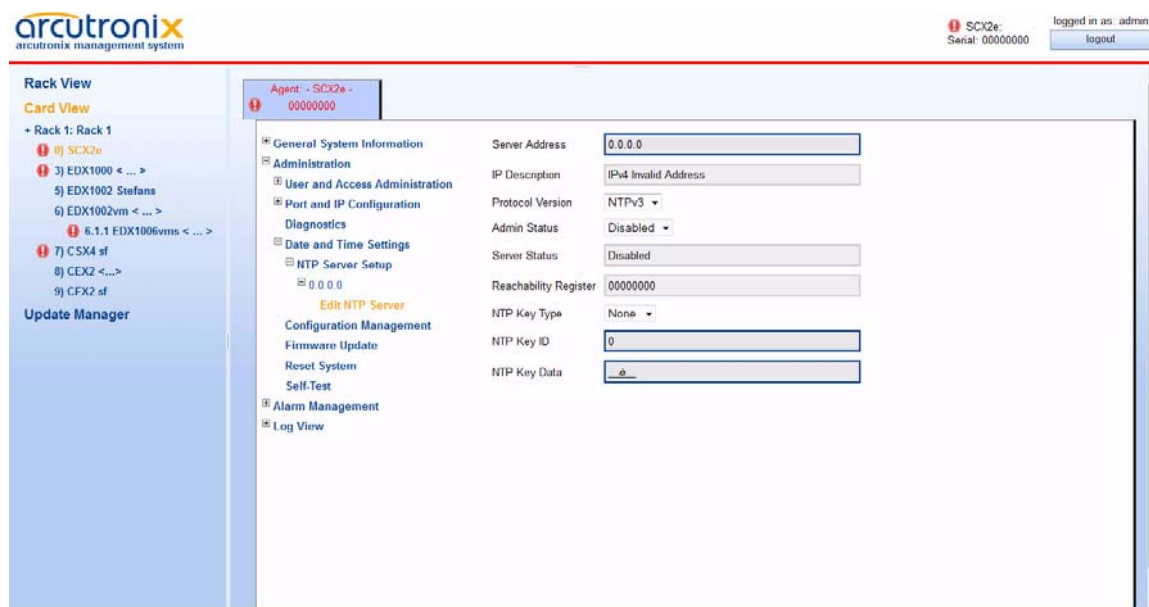 arcutronix
arcutronix management system
SCX2e:
Serial: 00000000
logged in as: admin
logout
Rack View
Card View
+ Rack 1: Rack 1
0) SCX2e
3) EDX1000 < ... >
5) EDX1002 Stefans
6) EDX1002vm < ... >
6.1.1 EDX1006vms < ... >
7) CSX4 sf
8) CEX2 <...>
9) CFX2 sf
Update Manager
Agent: - SCX2e -
00000000
General System Information
Administration
User and Access Administration
Port and IP Configuration
Diagnostics
Date and Time Settings
NTP Server Setup
0.0.0.0
Edit NTP Server
Configuration Management
Firmware Update
Reset System
Self-Test
Alarm Management
Log View
Server Address 0.0.0.0
IP Description IPv4 Invalid Address
Protocol Version NTPv3
Admin Status Disabled
Server Status Disabled
Reachability Register 00000000
NTP Key Type None
NTP Key ID 0
NTP Key Data